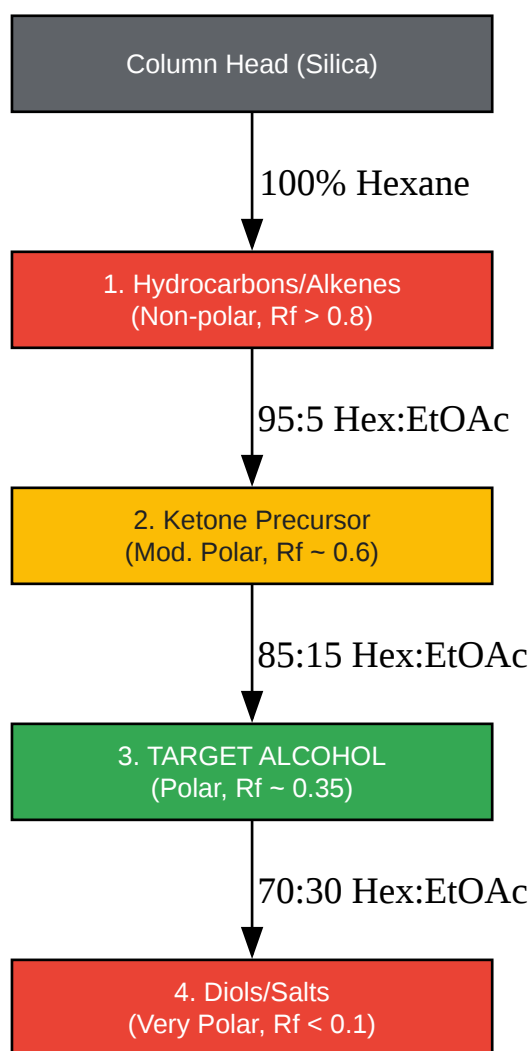 Column Head (Silica)
100% Hexane
1. Hydrocarbons/Alkenes
(Non-polar, Rf > 0.8)
95:5 Hex:EtOAc
2. Ketone Precursor
(Mod. Polar, Rf ~ 0.6)
85:15 Hex:EtOAc
3. TARGET ALCOHOL
(Polar, Rf ~ 0.35)
70:30 Hex:EtOAc
4. Diols/Salts
(Very Polar, Rf < 0.1)